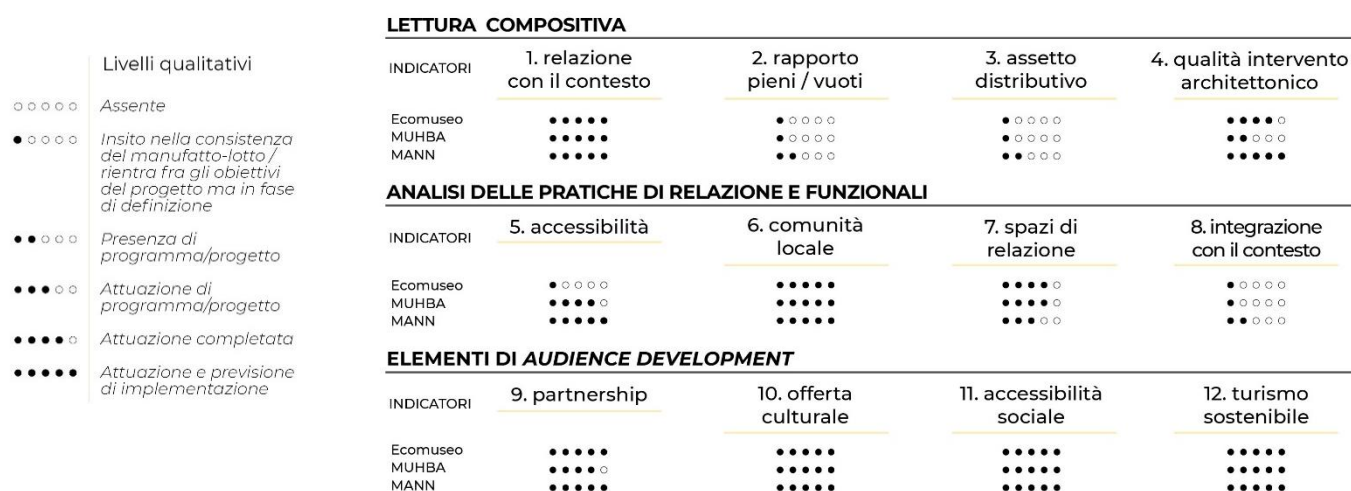 Livelli qualitativi
○○○○○ Assente
●○○○○ Insito nella consistenza
del manufatto-lotto /
rientra fra gli obiettivi
del progetto ma in fase
di definizione
●●○○○ Presenza di
programma/progetto
●●●○○ Attuazione di
programma/progetto
●●●●○ Attuazione completata
●●●●● Attuazione e previsione
di implementazione
LETTURA COMPOSITIVA
INDICATORI
1. relazione
con il contesto
2. rapporto
pieni / vuoti
3. assetto
distributivo
4. qualità intervento
architettonico
Ecomuseo ●●●●● ●○○○○ ●○○○○ ●●●●○
MUHBA ●●●●● ●○○○○ ●○○○○ ●●○○○
MANN ●●●●● ●●○○○ ●●○○○ ●●●●●
ANALISI DELLE PRATICHE DI RELAZIONE E FUNZIONALI
INDICATORI
5. accessibilità
6. comunità
locale
7. spazi di
relazione
8. integrazione
con il contesto
Ecomuseo ●○○○○ ●●●●● ●●●●○ ●○○○○
MUHBA ●●●●○ ●●●●● ●●●●○ ●○○○○
MANN ●●●●● ●●●●● ●●●○○ ●●○○○
ELEMENTI DI AUDIENCE DEVELOPMENT
INDICATORI
9. partnership
10. offerta
culturale
11. accessibilità
sociale
12. turismo
sostenibile
Ecomuseo ●●●●● ●●●●● ●●●●● ●●●●●
MUHBA ●●●●○ ●●●●● ●●●●● ●●●●●
MANN ●●●●● ●●●●● ●●●●● ●●●●●